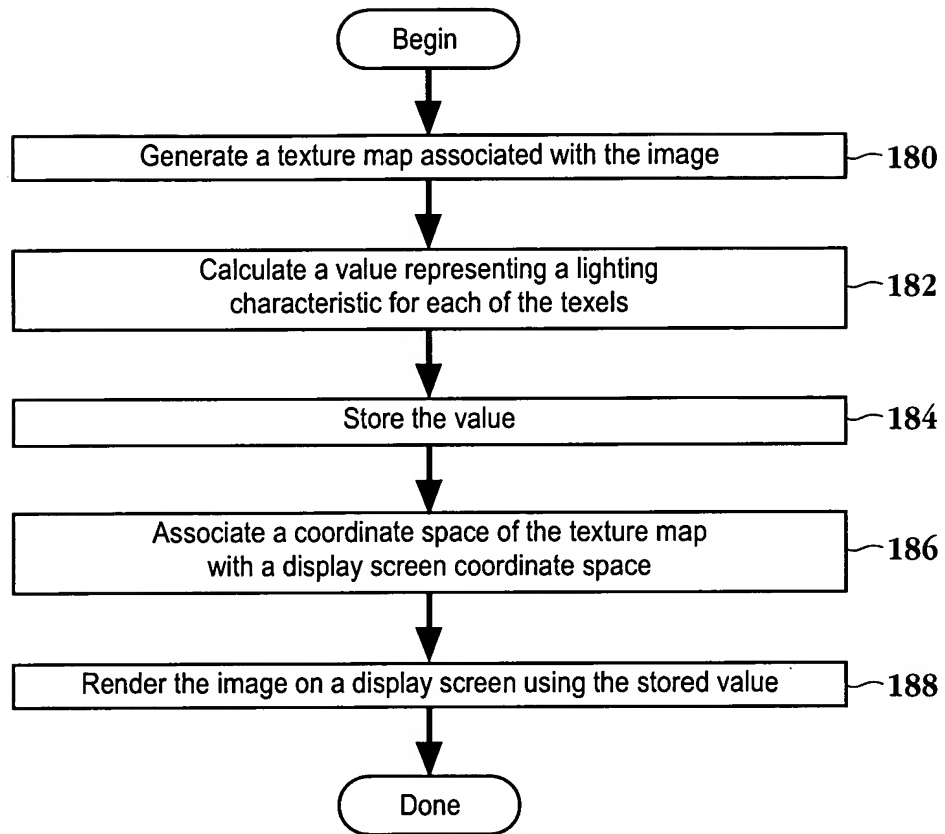 Begin
Generate a texture map associated with the image
180
Calculate a value representing a lighting
characteristic for each of the texels
182
Store the value
184
Associate a coordinate space of the texture map
with a display screen coordinate space
186
Render the image on a display screen using the stored value
188
Done